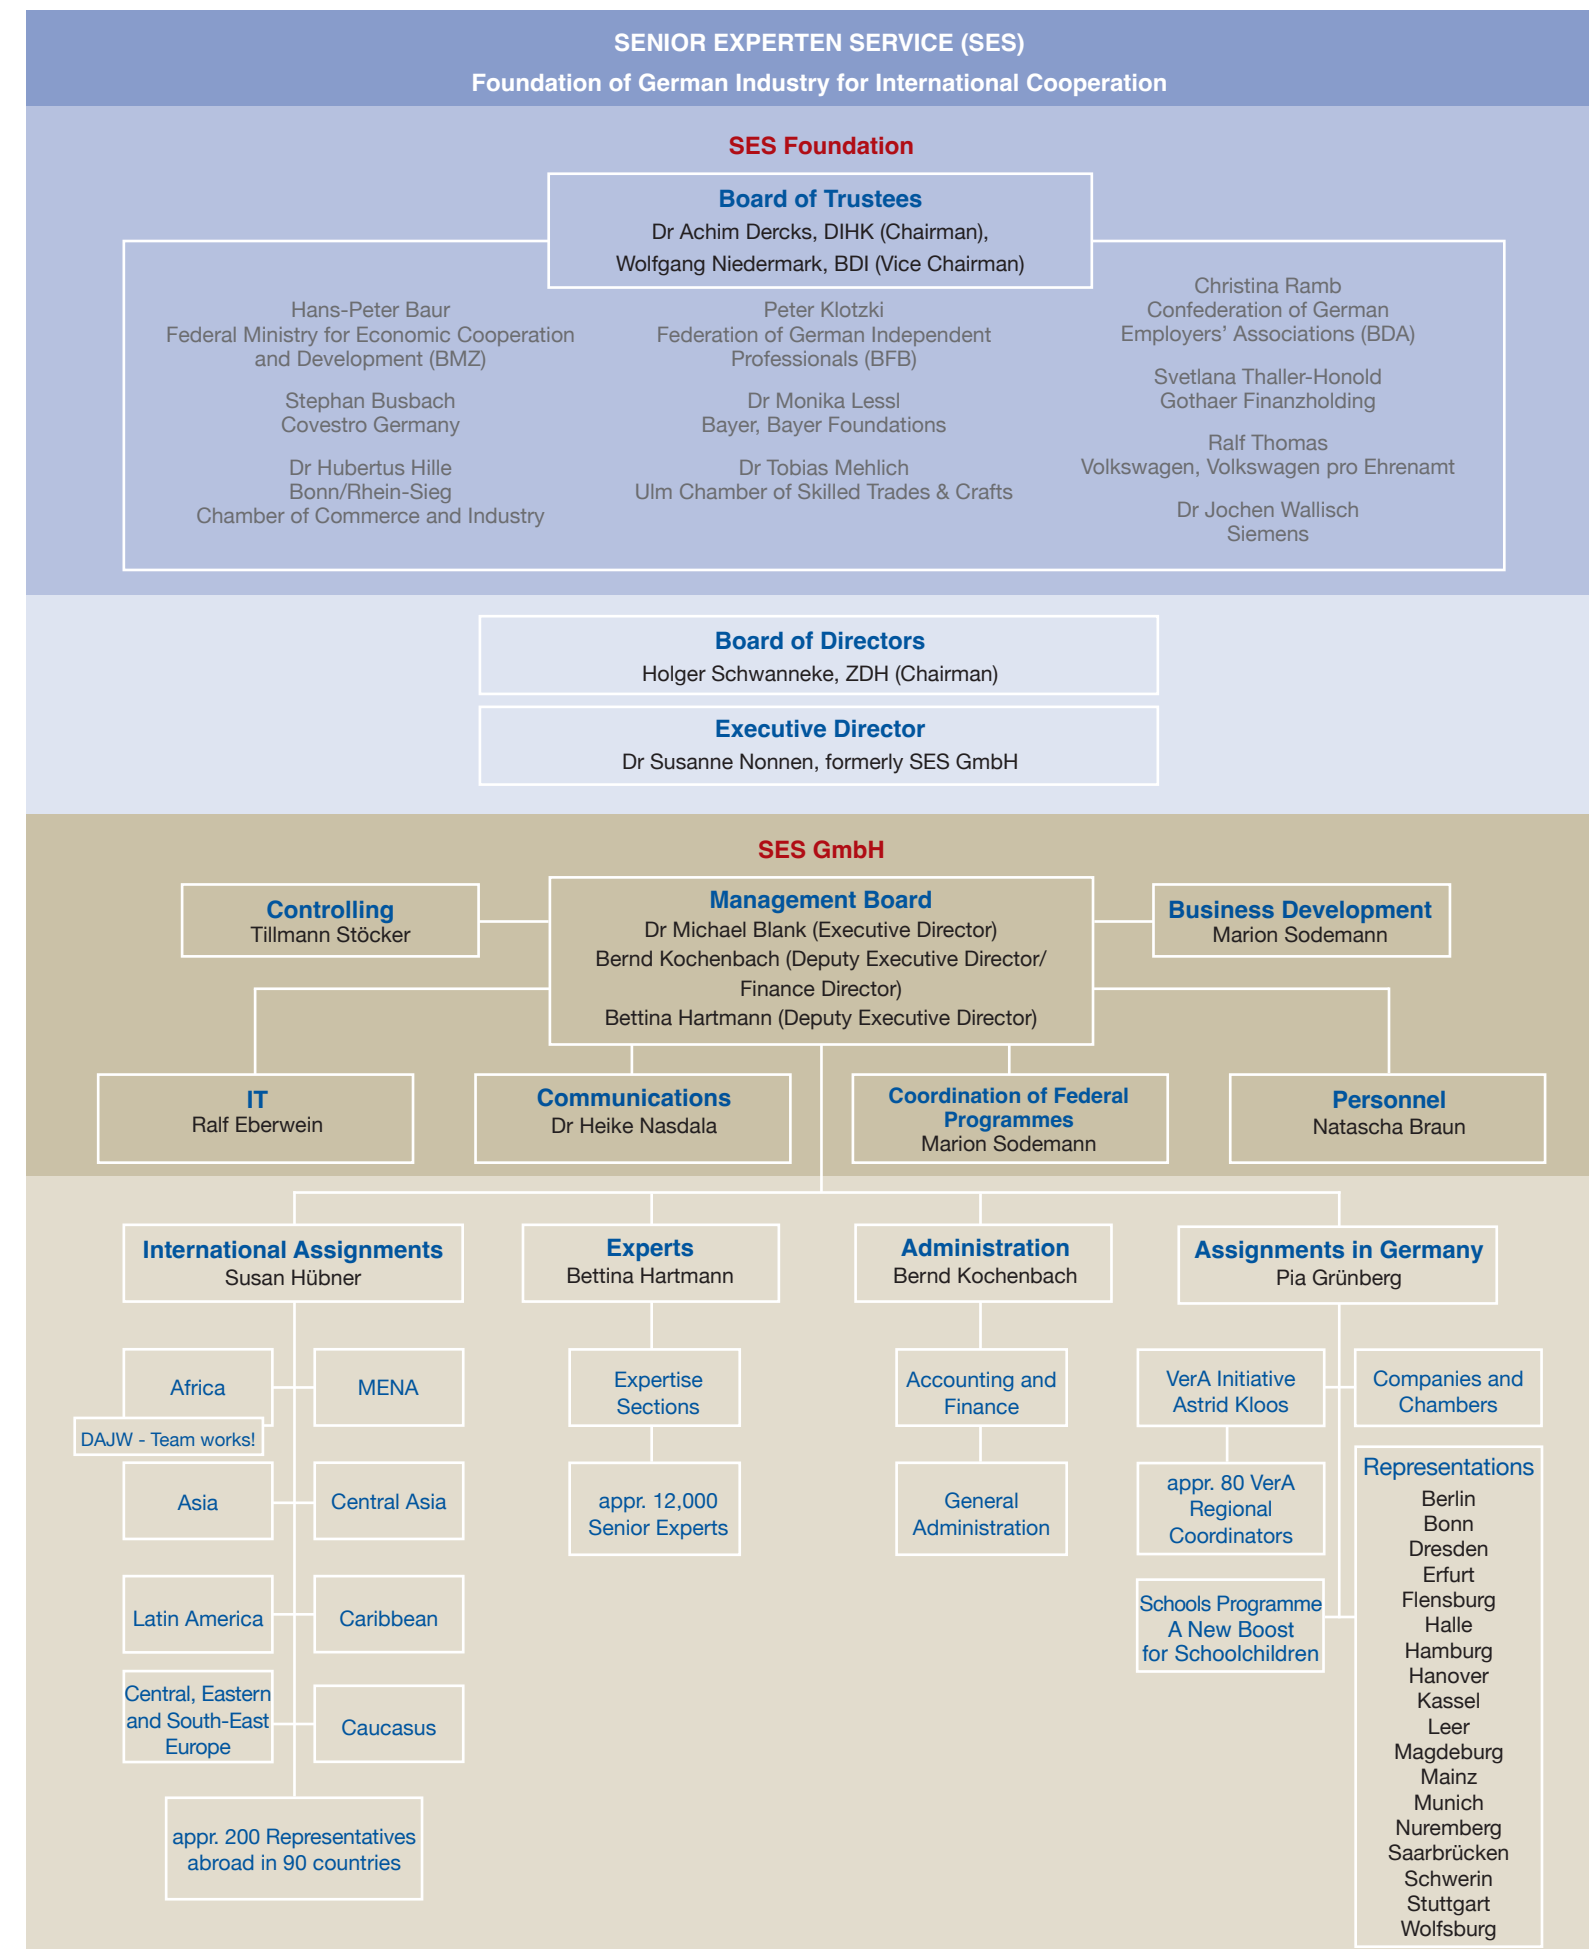 SENIOR EXPERTEN SERVICE (SES)
Foundation of German Industry for International Cooperation
SES Foundation
Board of Trustees
Dr Achim Dercks, DIHK (Chairman),
Wolfgang Niedermark, BDI (Vice Chairman)
Hans-Peter Baur
Federal Ministry for Economic Cooperation
and Development (BMZ)
Stephan Busbach
Covestro Germany
Dr Hubertus Hille
Bonn/Rhein-Sieg
Chamber of Commerce and Industry
Peter Klotzki
Federation of German Independent
Professionals (BFB)
Dr Monika Lessl
Bayer, Bayer Foundations
Dr Tobias Mehlich
Ulm Chamber of Skilled Trades & Crafts
Christina Ramb
Confederation of German
Employers’ Associations (BDA)
Svetlana Thaller-Honold
Gothaer Finanzholding
Ralf Thomas
Volkswagen, Volkswagen pro Ehrenamt
Dr Jochen Wallisch
Siemens
Board of Directors
Holger Schwanneke, ZDH (Chairman)
Executive Director
Dr Susanne Nonnen, formerly SES GmbH
SES GmbH
Controlling
Tillmann Stöcker
Management Board
Dr Michael Blank (Executive Director)
Bernd Kochenbach (Deputy Executive Director/
Finance Director)
Bettina Hartmann (Deputy Executive Director)
Business Development
Marion Sodemann
IT
Ralf Eberwein
Communications
Dr Heike Nasdala
Coordination of Federal
Programmes
Marion Sodemann
Personnel
Natascha Braun
International Assignments
Susan Hübner
Experts
Bettina Hartmann
Administration
Bernd Kochenbach
Assignments in Germany
Pia Grünberg
Africa
MENA
DAJW - Team works!
Asia
Central Asia
Latin America
Caribbean
Central, Eastern
and South-East
Europe
Caucasus
appr. 200 Representatives
abroad in 90 countries
Expertise
Sections
appr. 12,000
Senior Experts
Accounting and
Finance
General
Administration
VerA Initiative
Astrid Kloos
appr. 80 VerA
Regional
Coordinators
Schools Programme
A New Boost
for Schoolchildren
Companies and
Chambers
Representations
Berlin
Bonn
Dresden
Erfurt
Flensburg
Halle
Hamburg
Hanover
Kassel
Leer
Magdeburg
Mainz
Munich
Nuremberg
Saarbrücken
Schwerin
Stuttgart
Wolfsburg